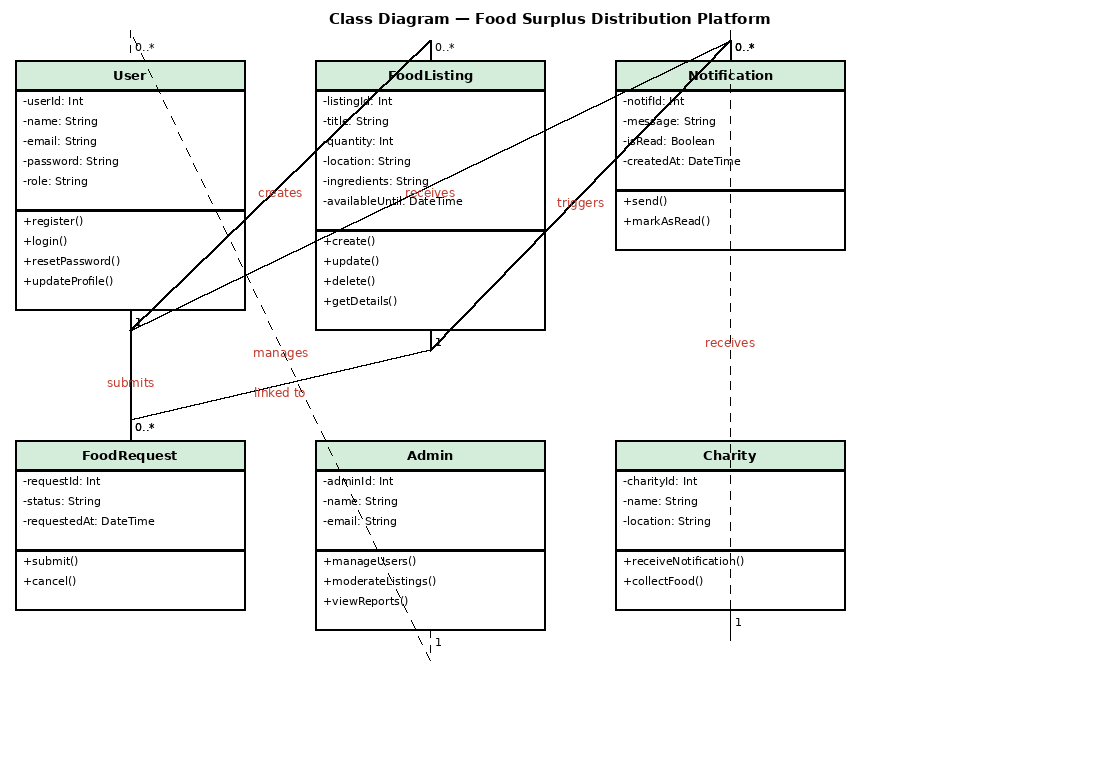 Class Diagram — Food Surplus Distribution Platform
0..*
0..*
0..*
User
-userId: Int
-name: String
-email: String
-password: String
-role: String
+register()
+login()
+resetPassword()
+updateProfile()
FoodListing
-listingId: Int
-title: String
-quantity: Int
-location: String
-ingredients: String
-availableUntil: DateTime
+create()
+update()
+delete()
+getDetails()
Notification
-notifId: Int
-message: String
-isRead: Boolean
-createdAt: DateTime
+send()
+markAsRead()
creates
receives
triggers
1
1
receives
manages
submits
linked to
0..*
FoodRequest
-requestId: Int
-status: String
-requestedAt: DateTime
+submit()
+cancel()
Admin
-adminId: Int
-name: String
-email: String
+manageUsers()
+moderateListings()
+viewReports()
1
Charity
-charityId: Int
-name: String
-location: String
+receiveNotification()
+collectFood()
1